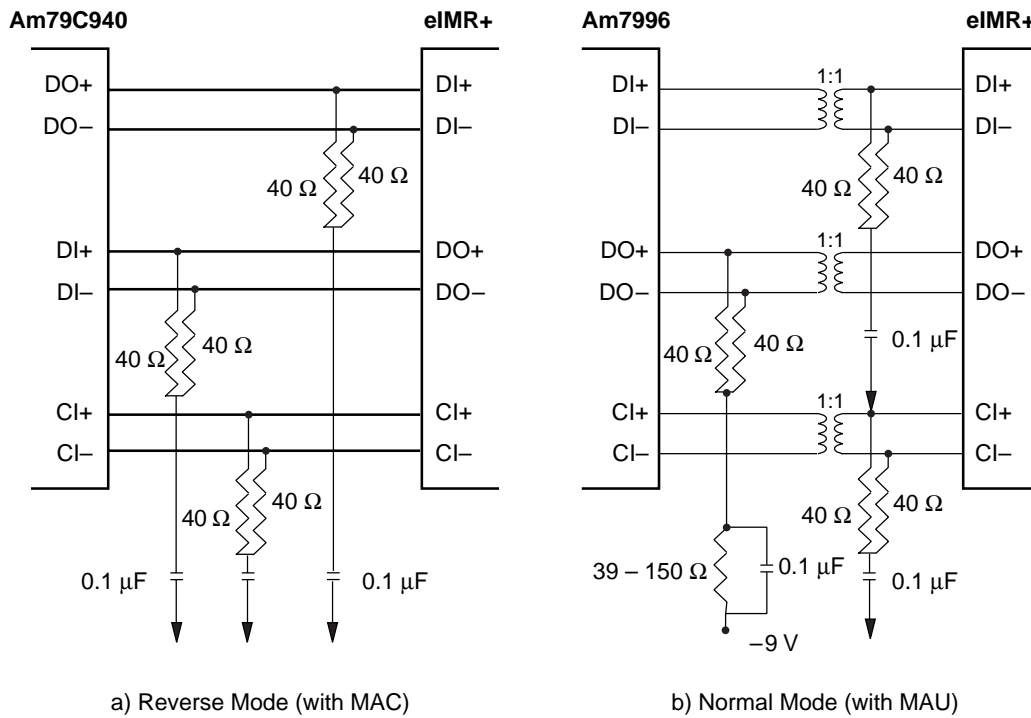 Am79C940
eIMR+
DO+
DI+
DO–
DI–
40 Ω
40 Ω
DI+
DO+
DI–
DO–
40 Ω
40 Ω
CI+
CI+
CI–
CI–
40 Ω
40 Ω
0.1 µF
0.1 µF
a) Reverse Mode (with MAC)
Am7996
eIMR+
1:1
DI+
DI+
DI–
DI–
40 Ω
40 Ω
1:1
DO+
DO+
DO–
DO–
40 Ω
40 Ω
0.1 µF
1:1
CI+
CI+
CI–
CI–
40 Ω
40 Ω
39 – 150 Ω
0.1 µF
0.1 µF
–9 V
b) Normal Mode (with MAU)